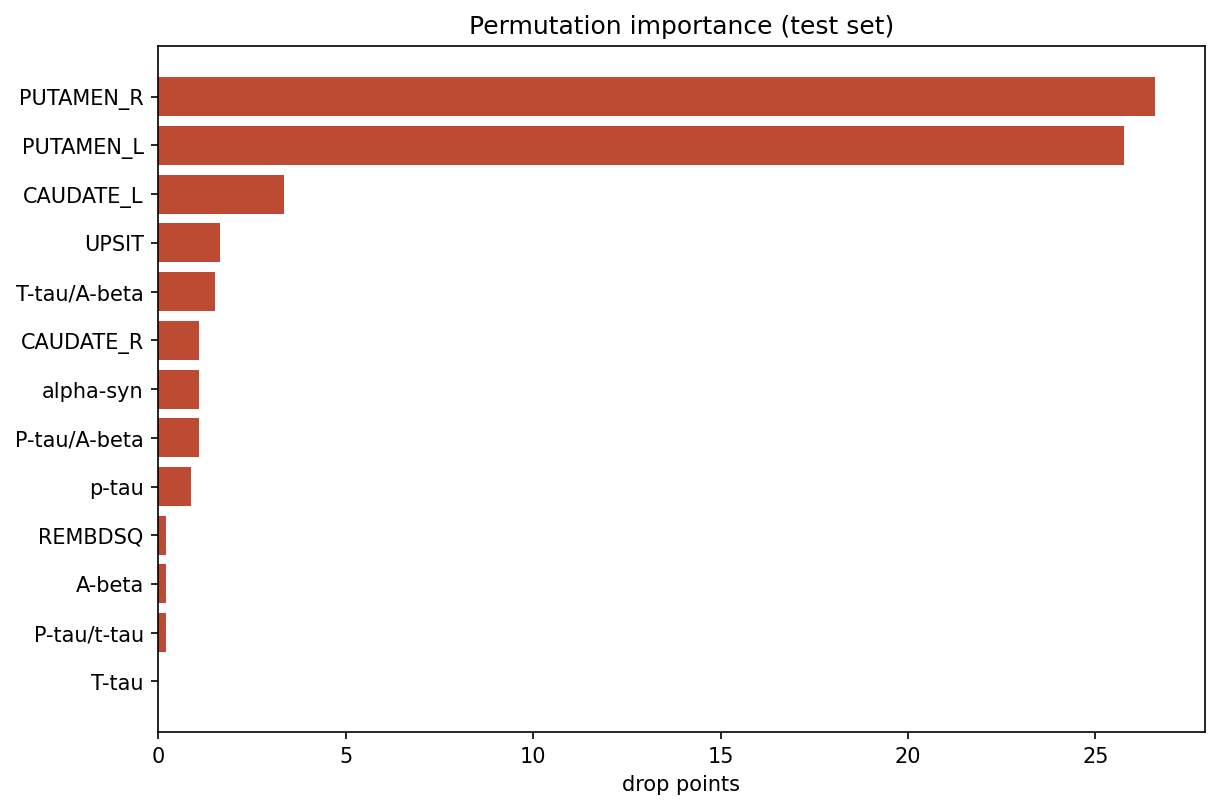 Permutation importance (test set)
PUTAMEN_R
PUTAMEN_L
CAUDATE_L
UPSIT
T-tau/A-beta
CAUDATE_R
alpha-syn
P-tau/A-beta
p-tau
REMBDSQ
A-beta
P-tau/t-tau
T-tau
0 5 10 15 20 25
drop points